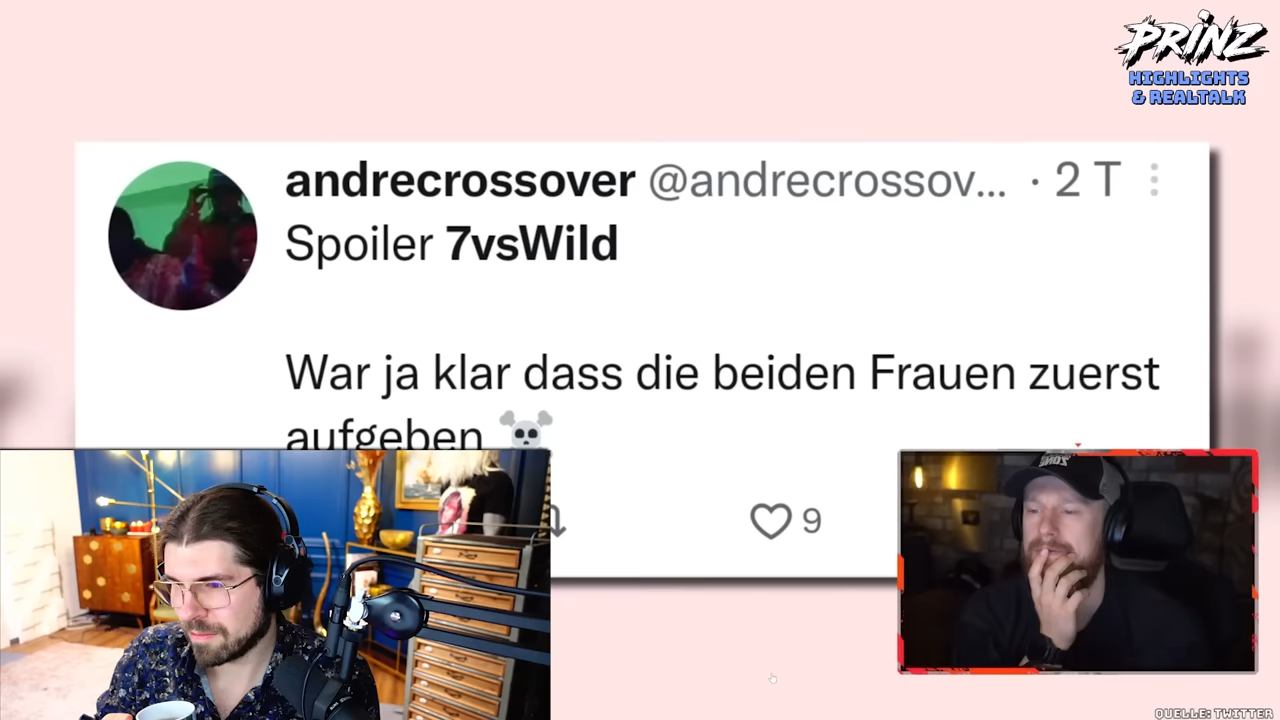 PRINZ
HIGHLIGHTS
& REALTALK
andrecrossover @andrecrossov... · 2 T
Spoiler 7vsWild
War ja klar dass die beiden Frauen zuerst
aufgeben ☠️
9
QUELLE: TWITTER